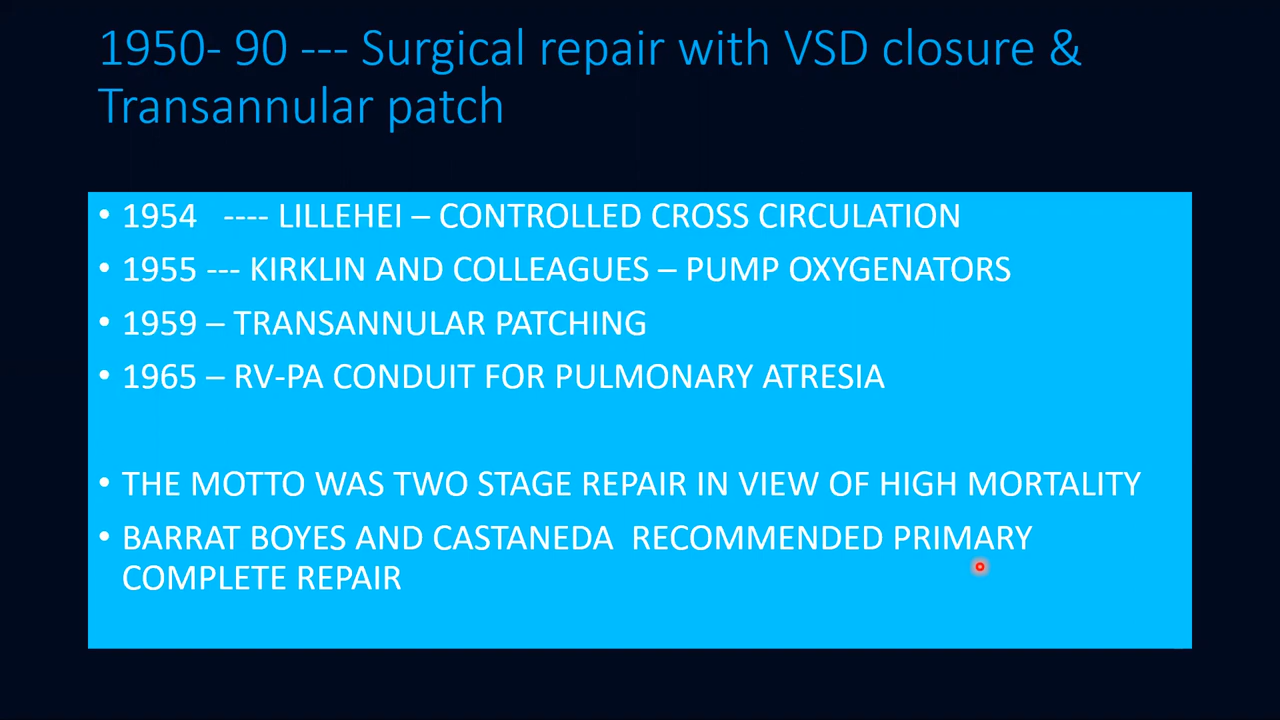 1950- 90 --- Surgical repair with VSD closure &
Transannular patch
• 1954 ---- LILLEHEI – CONTROLLED CROSS CIRCULATION
• 1955 --- KIRKLIN AND COLLEAGUES – PUMP OXYGENATORS
• 1959 – TRANSANNULAR PATCHING
• 1965 – RV-PA CONDUIT FOR PULMONARY ATRESIA
• THE MOTTO WAS TWO STAGE REPAIR IN VIEW OF HIGH MORTALITY
• BARRAT BOYES AND CASTANEDA RECOMMENDED PRIMARY
COMPLETE REPAIR